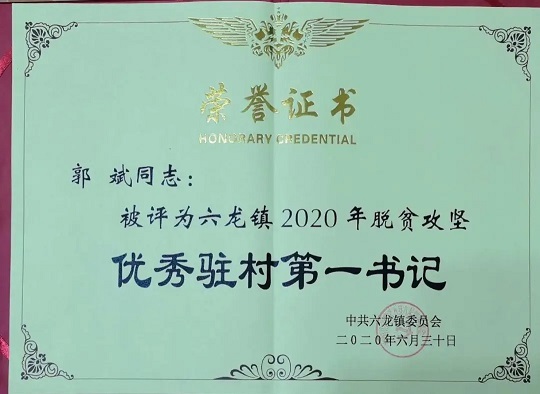 荣誉证书
HONORARY CREDENTIAL
郭 斌同志：
被评为六龙镇2020年脱贫攻坚
优秀驻村第一书记
中共六龙镇委员会
二〇二〇年六月三十日